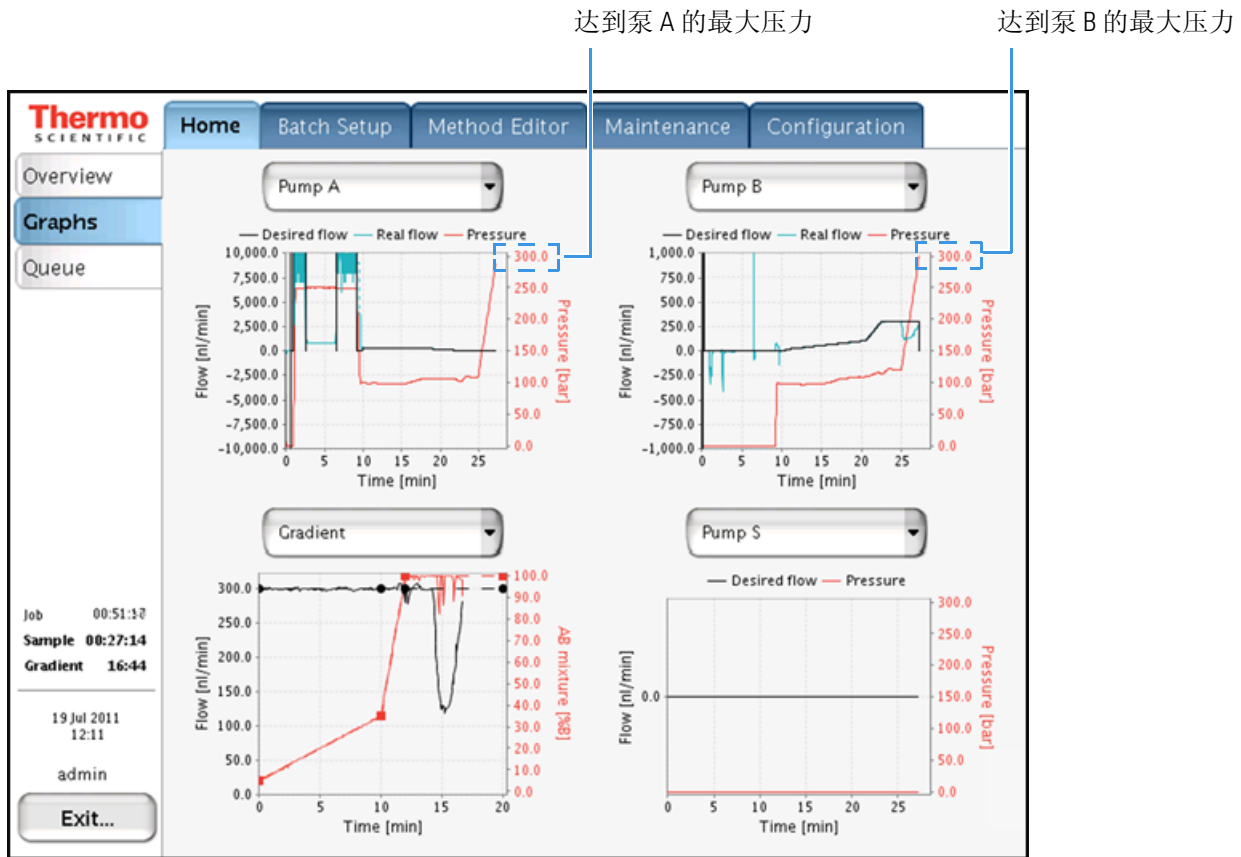 达到泵 A 的最大压力
达到泵 B 的最大压力
Thermo
SCIENTIFIC
Home
Batch Setup
Method Editor
Maintenance
Configuration
Overview
Graphs
Queue
Pump A
Desired flow Real flow Pressure
10,000.0
7,500.0
5,000.0
2,500.0
0.0
-2,500.0
-5,000.0
-7,500.0
-10,000.0
Flow [nl/min]
300.0
250.0
200.0
150.0
100.0
50.0
0.0
Pressure [bar]
0 5 10 15 20 25
Time [min]
Pump B
Desired flow Real flow Pressure
1,000.0
750.0
500.0
250.0
0.0
-250.0
-500.0
-750.0
-1,000.0
Flow [nl/min]
300.0
250.0
200.0
150.0
100.0
50.0
0.0
Pressure [bar]
0 5 10 15 20 25
Time [min]
Gradient
300.0
250.0
200.0
150.0
100.0
50.0
0.0
Flow [nl/min]
100.0
90.0
80.0
70.0
60.0
50.0
40.0
30.0
20.0
10.0
0.0
AB mixture [%B]
0 5 10 15 20
Time [min]
Pump S
Desired flow Pressure
0.0
Flow [nl/min]
300.0
250.0
200.0
150.0
100.0
50.0
0.0
Pressure [bar]
0 5 10 15 20 25
Time [min]
Job
Sample 00:27:14
Gradient 16:44
19 Jul 2011
12:11
admin
Exit...